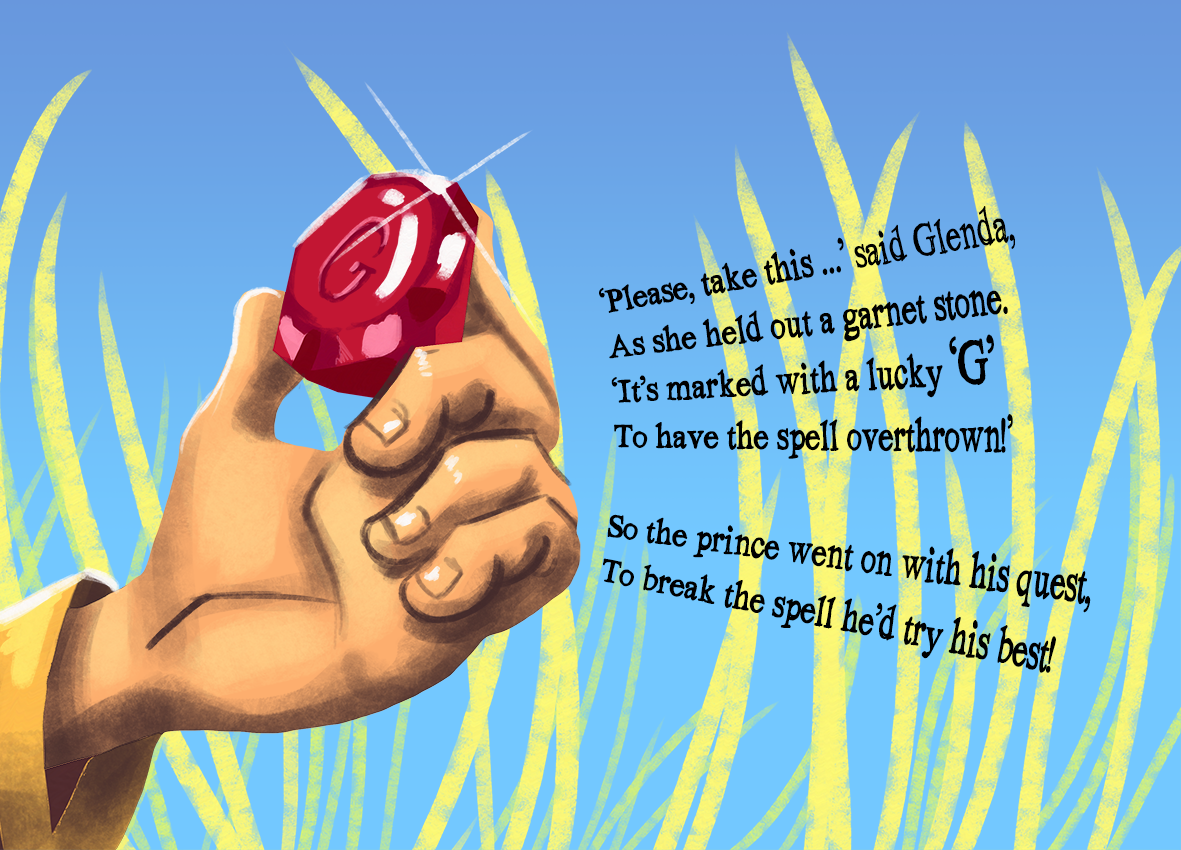 G
‘Please, take this ...’ said Glenda,
As she held out a garnet stone.
‘It’s marked with a lucky ‘G’
To have the spell overthrown!’
So the prince went on with his quest,
To break the spell he’d try his best!